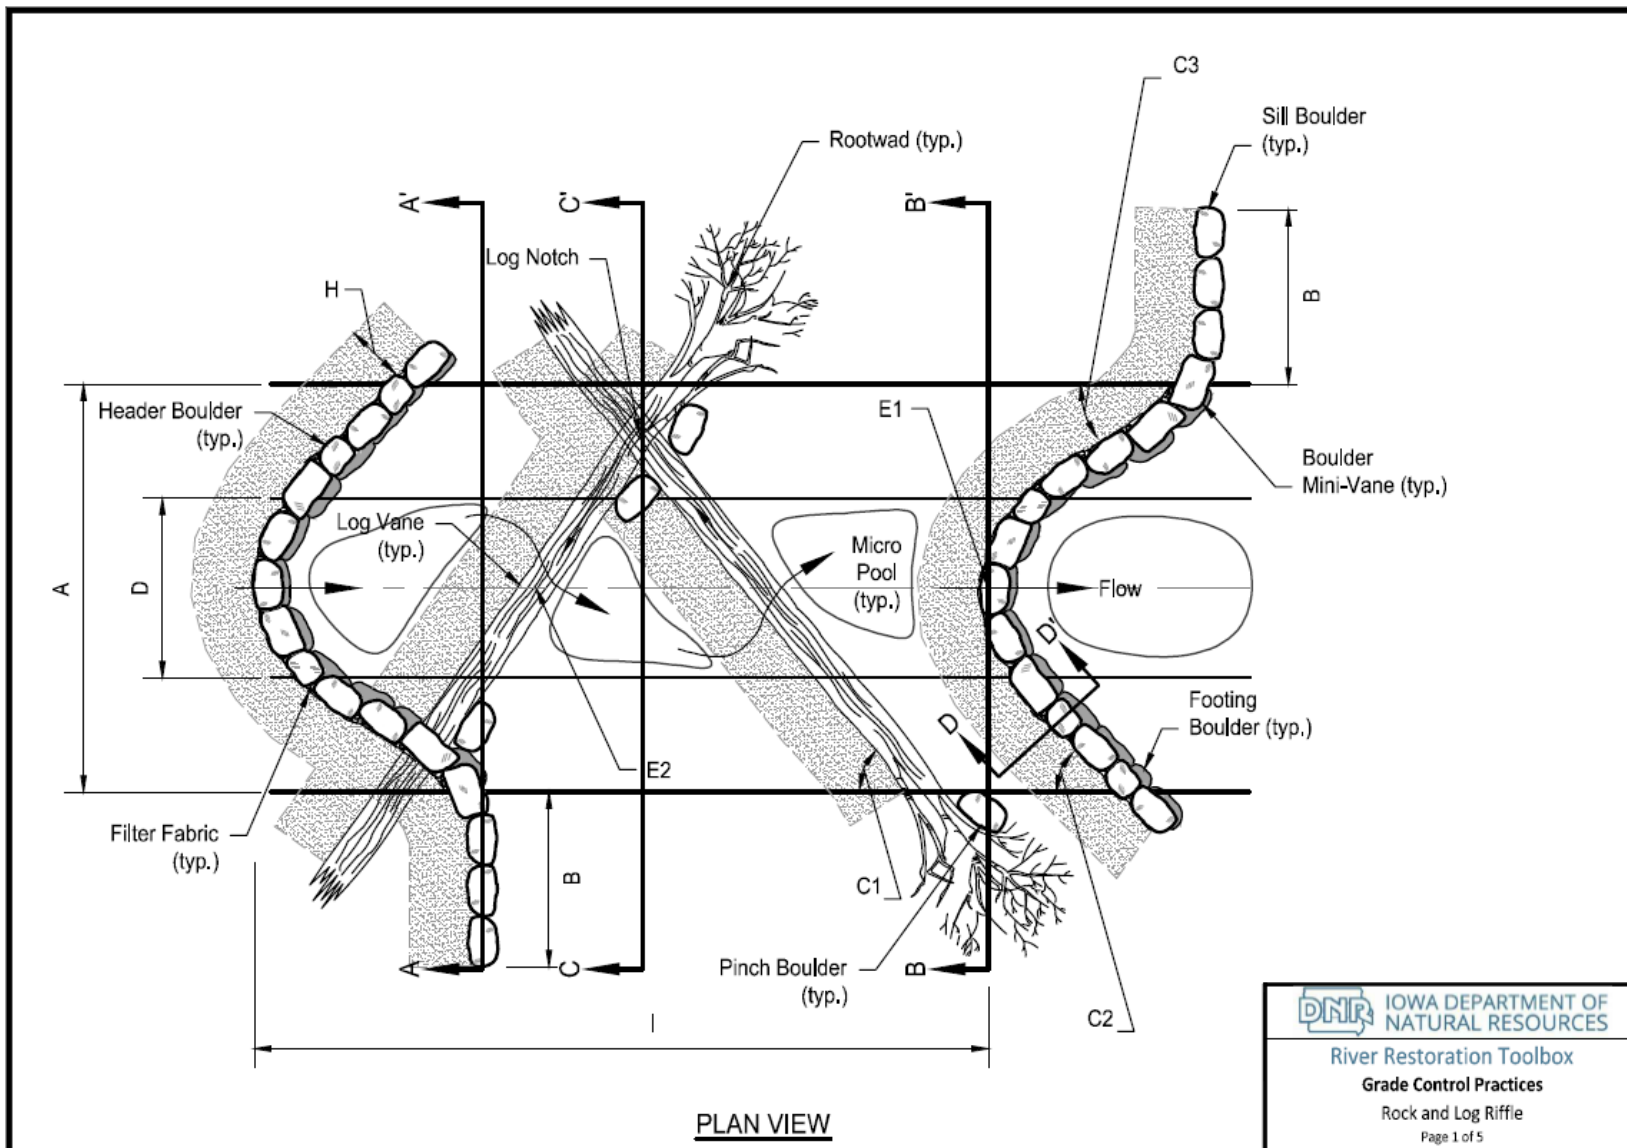 C3
Sill Boulder
(typ.)
Rootwad (typ.)
A'
C'
B'
Log Notch
H
B
Header Boulder
(typ.)
E1
Boulder
Mini-Vane (typ.)
Log Vane
(typ.)
Micro
Pool
(typ.)
A
D
Flow
D'
Footing
Boulder (typ.)
D
E2
Filter Fabric
(typ.)
B
C1
A
C
Pinch Boulder
(typ.)
B
C2
I
PLAN VIEW
DNR
IOWA DEPARTMENT OF
NATURAL RESOURCES
River Restoration Toolbox
Grade Control Practices
Rock and Log Riffle
Page 1 of 5